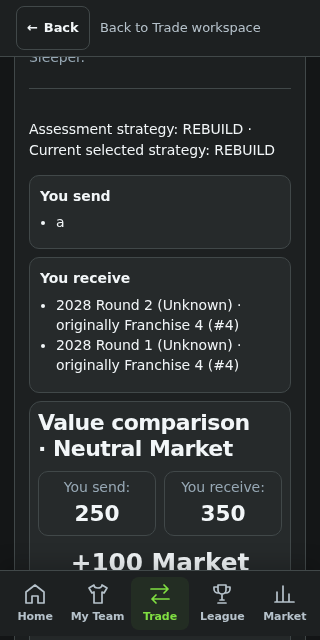 ← Back
Back to Trade workspace
Sleeper.
Assessment strategy: REBUILD ·
Current selected strategy: REBUILD
You send
• a
You receive
• 2028 Round 2 (Unknown) ·
originally Franchise 4 (#4)
• 2028 Round 1 (Unknown) ·
originally Franchise 4 (#4)
Value comparison
· Neutral Market
You send:
250
You receive:
350
+100 Market
Home
My Team
Trade
League
Market